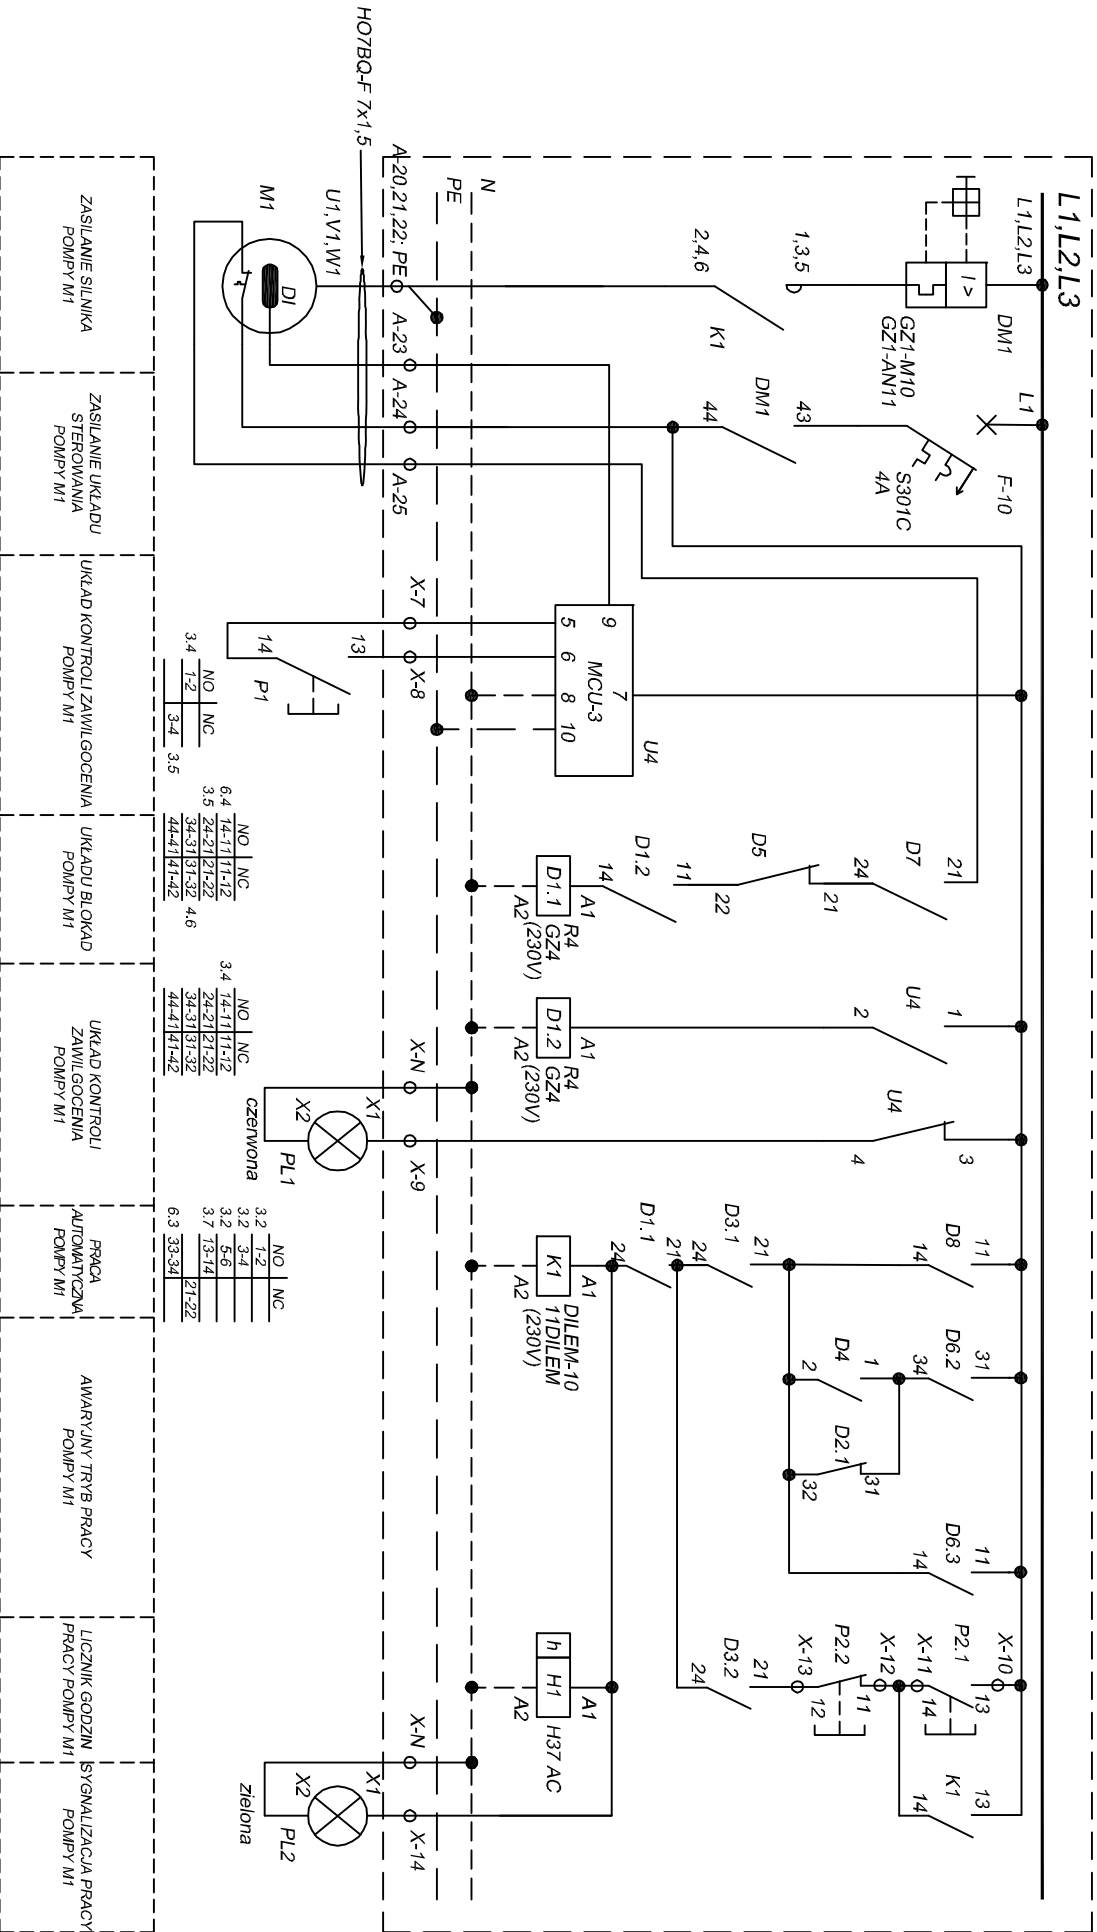 L1,L2,L3
L1,L2,L3
DM1
I >
GZ1-M10
GZ1-AN11
1,3,5
2,4,6
K1
N
PE
A-20,21,22; PE
U1,V1,W1
HO7BQ-F 7x1,5
M1
DI
L1
F-10
S301C
4A
43
DM1
44
A-23
A-24
A-25
9
7
5
6
8
10
MCU-3
U4
X-7
X-8
13
14
P1
NO NC
3.4 1-2
3-4 3.5
21
D7
24
21
D5
22
11
D1.2
14
D1.1
A1
A2
R4
GZ4
(230V)
NO NC
6.4 14-11 11-12
3.5 24-21 21-22
34-31 31-32 4.6
44-41 41-42
1
U4
2
D1.2
A1
A2
R4
GZ4
(230V)
NO NC
3.4 14-11 11-12
24-21 21-22
34-31 31-32
44-41 41-42
3
U4
4
X-N
X-9
X1
X2
PL1
czerwona
11
D8
14
21
D3.1
24
21
D1.1
24
K1
A1
A2
DILEM-10
11DILEM
(230V)
NO NC
3.2 1-2
3.2 3-4
3.2 5-6
3.7 13-14
21-22
6.3 33-34
31
D6.2
34
1
D4
2
31
D2.1
32
11
D6.3
14
X-10
13
P2.1
14
X-11
X-12
11
P2.2
12
X-13
21
D3.2
24
13
K1
14
h H1
A1
A2
H37 AC
X-N
X-14
X1
X2
PL2
zielona
ZASILANIE SILNIKA
POMPY M1
ZASILANIE UKŁADU
STEROWANIA
POMPY M1
UKŁAD KONTROLI ZAWILGOCENIA
POMPY M1
UKŁADU BLOKAD
POMPY M1
UKŁAD KONTROLI
ZAWILGOCENIA
POMPY M1
PRACA
AUTOMATYCZNA
POMPY M1
AWARYJNY TRYB PRACY
POMPY M1
LICZNIK GODZIN
PRACY POMPY M1
SYGNALIZACJA PRACY
POMPY M1